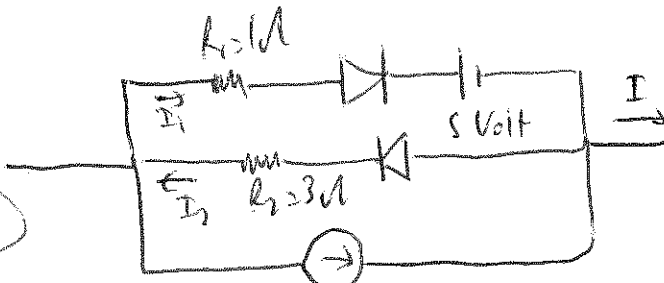 R₁=1Ω
I₁
5 Volt
I
I₂
R₂=3Ω